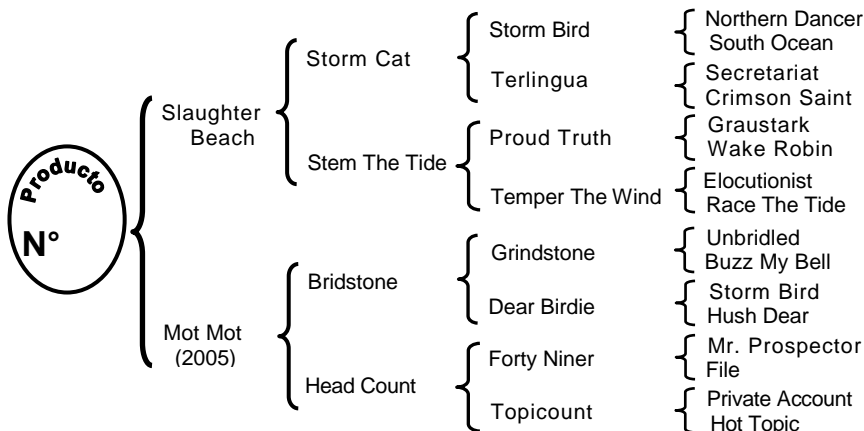 Producto
N°
Slaughter
Beach
Mot Mot
(2005)
Storm Cat
Stem The Tide
Bridstone
Head Count
Storm Bird
Terlingua
Proud Truth
Temper The Wind
Grindstone
Dear Birdie
Forty Niner
Topicount
Northern Dancer
South Ocean
Secretariat
Crimson Saint
Graustark
Wake Robin
Elocutionist
Race The Tide
Unbridled
Buzz My Bell
Storm Bird
Hush Dear
Mr. Prospector
File
Private Account
Hot Topic